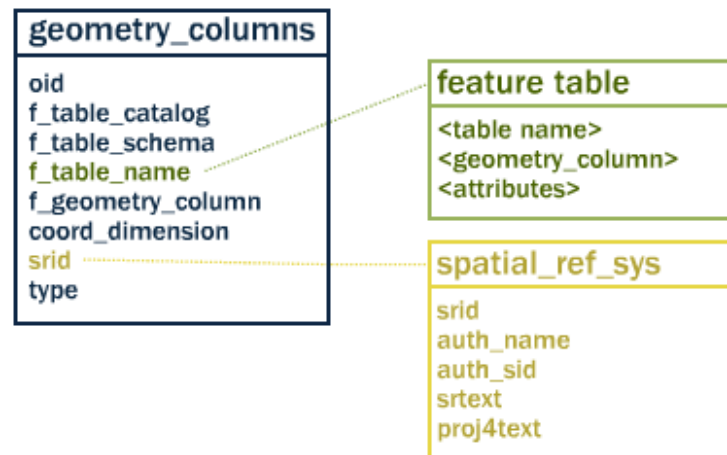 geometry_columns
oid
f_table_catalog
f_table_schema
f_table_name
f_geometry_column
coord_dimension
srid
type
feature table
<table name>
<geometry_column>
<attributes>
spatial_ref_sys
srid
auth_name
auth_sid
srtext
proj4text